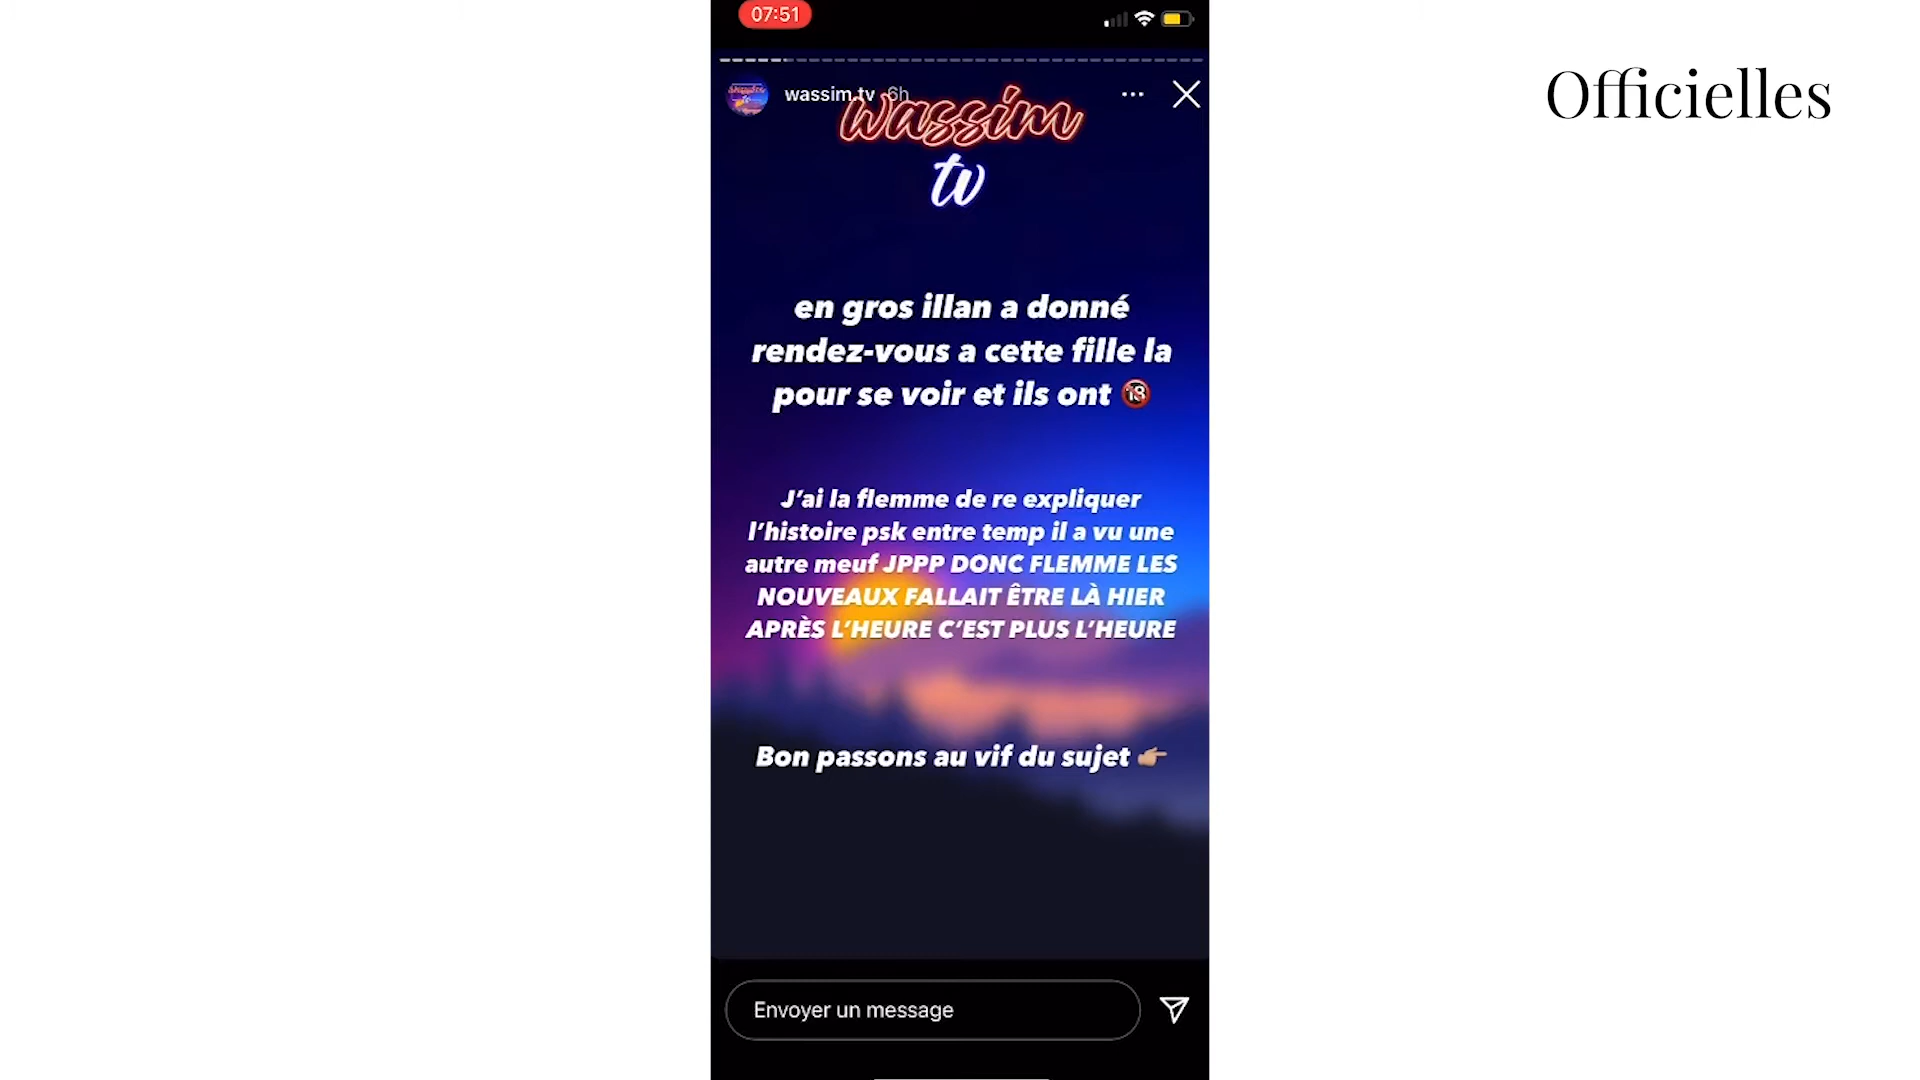 07:51
Officielles
wassim.tv 6h
wassim
tv
en gros illan a donné
rendez-vous a cette fille la
pour se voir et ils ont 🔞
J'ai la flemme de re expliquer
l'histoire psk entre temp il a vu une
autre meuf JPPP DONC FLEMME LES
NOUVEAUX FALLAIT ÊTRE LÀ HIER
APRÈS L'HEURE C'EST PLUS L'HEURE
Bon passons au vif du sujet 👉🏼
Envoyer un message